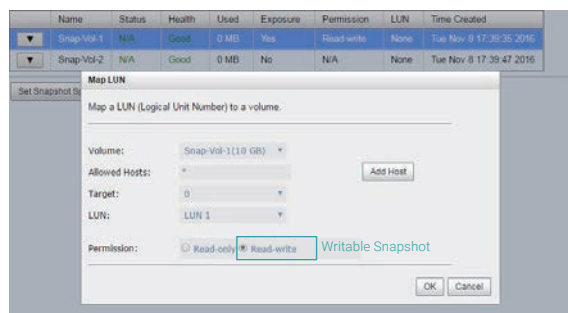 Name Status Health Used Exposure Permission LUN Time Created
▼ Snap-Vol-1 N/A Good 0 MB Yes Read-write None Tue Nov 8 17:39:35 2016
▼ Snap-Vol-2 N/A Good 0 MB No N/A None Tue Nov 8 17:39:47 2016
Set Snapshot
Map LUN
Map a LUN (Logical Unit Number) to a volume.
Volume: Snap-Vol-1(10 GB)
Allowed Hosts: * Add Host
Target: 0
LUN: LUN 1
Permission: Read-only Read-write Writable Snapshot
OK Cancel